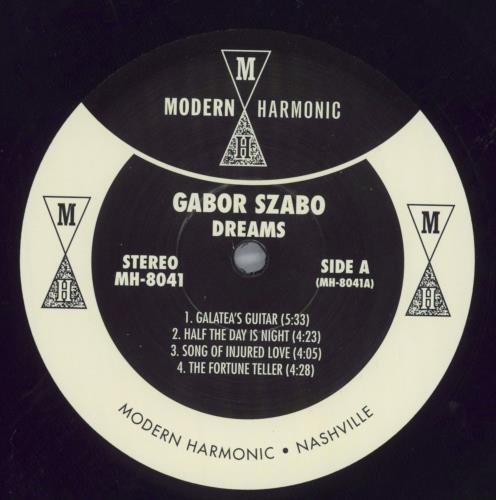 M
MODERN HARMONIC
H
GABOR SZABO
DREAMS
M
H
STEREO
MH-8041
SIDE A
(MH-8041A)
M
H
1. GALATEA'S GUITAR (5:33)
2. HALF THE DAY IS NIGHT (4:23)
3. SONG OF INJURED LOVE (4:05)
4. THE FORTUNE TELLER (4:28)
MODERN HARMONIC • NASHVILLE